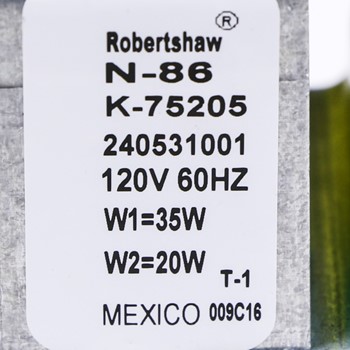 Robertshaw®
N-86
K-75205
240531001
120V 60HZ
W1=35W
W2=20W T-1
MEXICO 009C16